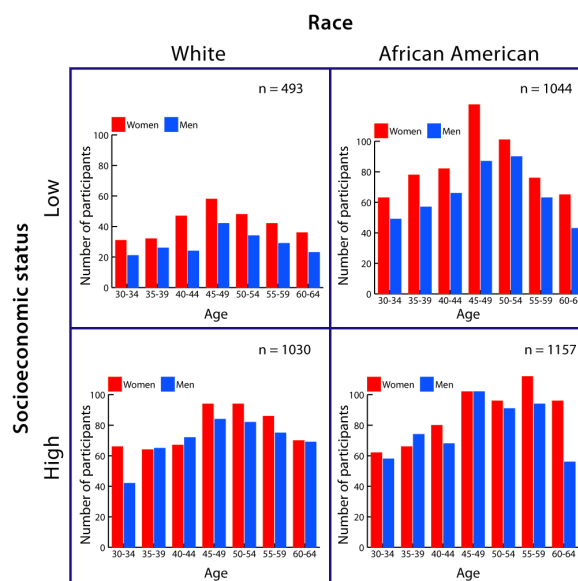 Race
White
African American
Socioeconomic status
Low
High
n = 493
Women Men
Number of participants
100
80
60
40
20
0
30-34 35-39 40-44 45-49 50-54 55-59 60-64
Age
n = 1044
Women Men
Number of participants
100
80
60
40
20
0
30-34 35-39 40-44 45-49 50-54 55-59 60-6
Age
n = 1030
Women Men
Number of participants
100
80
60
40
20
0
30-34 35-39 40-44 45-49 50-54 55-59 60-64
Age
n = 1157
Women Men
Number of participants
100
80
60
40
20
0
30-34 35-39 40-44 45-49 50-54 55-59 60-64
Age